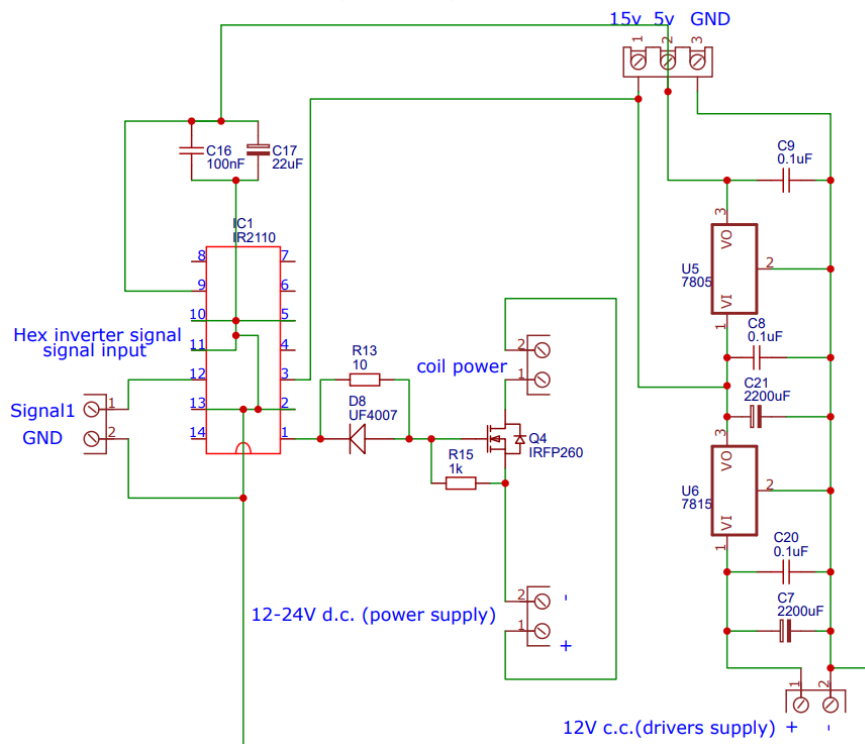 15v 5v GND
1
2
3
C16
100nF
C17
22uF
C9
0.1uF
IC1
IR2110
8
7
9
6
10
5
11
4
12
3
13
2
14
1
Hex inverter signal
signal input
Signal1
GND
1
2
R13
10
D8
UF4007
coil power
2
1
Q4
IRFP260
R15
1k
3
VO
2
VI
1
U5
7805
C8
0.1uF
C21
2200uF
3
VO
2
VI
1
U6
7815
C20
0.1uF
C7
2200uF
12-24V d.c. (power supply)
2
1
-
+
1
2
12V c.c.(drivers supply) + -